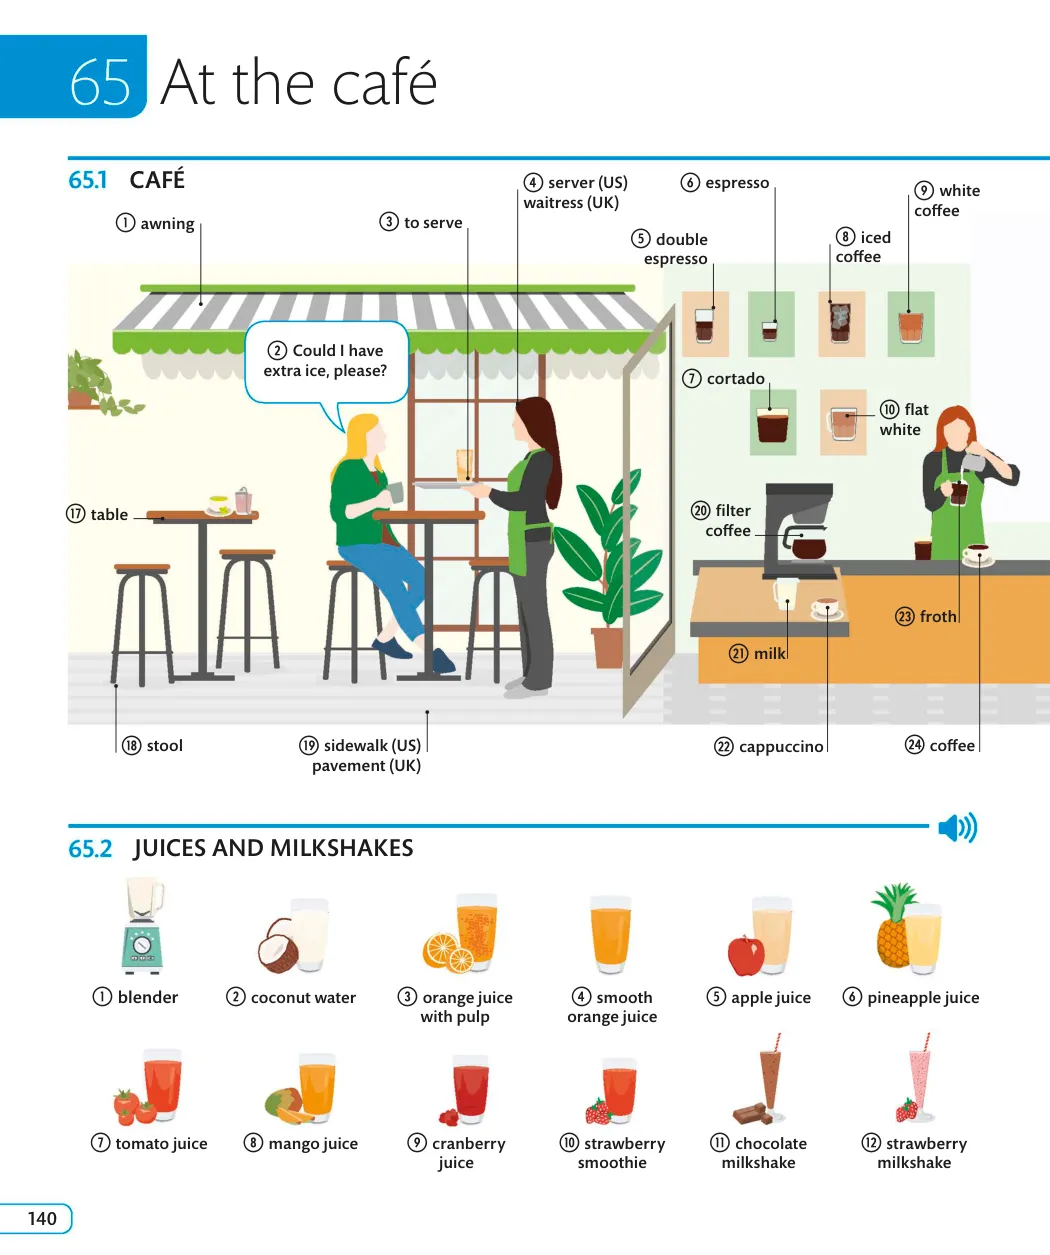 65 At the café
65.1 CAFÉ
① awning
③ to serve
④ server (US)
waitress (UK)
⑥ espresso
⑤ double
espresso
⑧ iced
coffee
⑨ white
coffee
② Could I have
extra ice, please?
⑦ cortado
⑩ flat
white
⑰ table
⑳ filter
coffee
㉓ froth
㉑ milk
⑱ stool
⑲ sidewalk (US)
pavement (UK)
㉒ cappuccino
㉔ coffee
65.2 JUICES AND MILKSHAKES
① blender
② coconut water
③ orange juice
with pulp
④ smooth
orange juice
⑤ apple juice
⑥ pineapple juice
⑦ tomato juice
⑧ mango juice
⑨ cranberry
juice
⑩ strawberry
smoothie
⑪ chocolate
milkshake
⑫ strawberry
milkshake
140